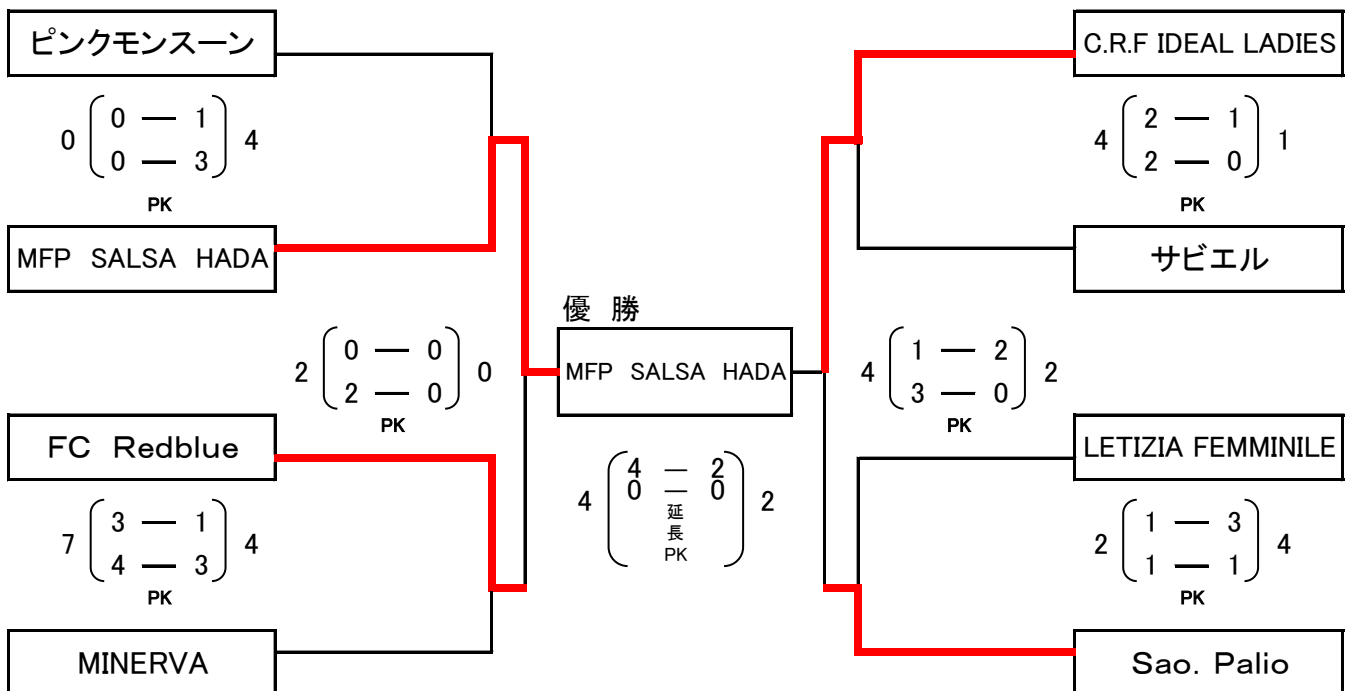 ピンクモンスーン
C.R.F IDEAL LADIES
0 0 — 1 4
0 — 3
PK
4 2 — 1 1
2 — 0
PK
MFP SALSA HADA
サビエル
優 勝
2 0 — 0 0
2 — 0
PK
MFP SALSA HADA
4 1 — 2 2
3 — 0
PK
FC Redblue
LETIZIA FEMMINILE
7 3 — 1 4
4 — 3
PK
4 4 — 2 2
0 — 0
延
長
PK
2 1 — 3 4
1 — 1
PK
MINERVA
Sao. Palio